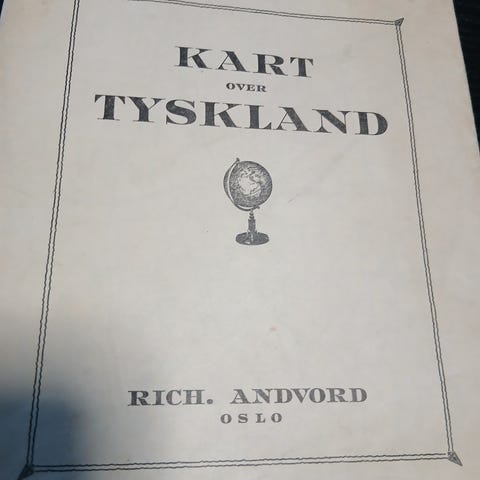 KART
OVER
TYSKLAND
RICH. ANDVORD
OSLO